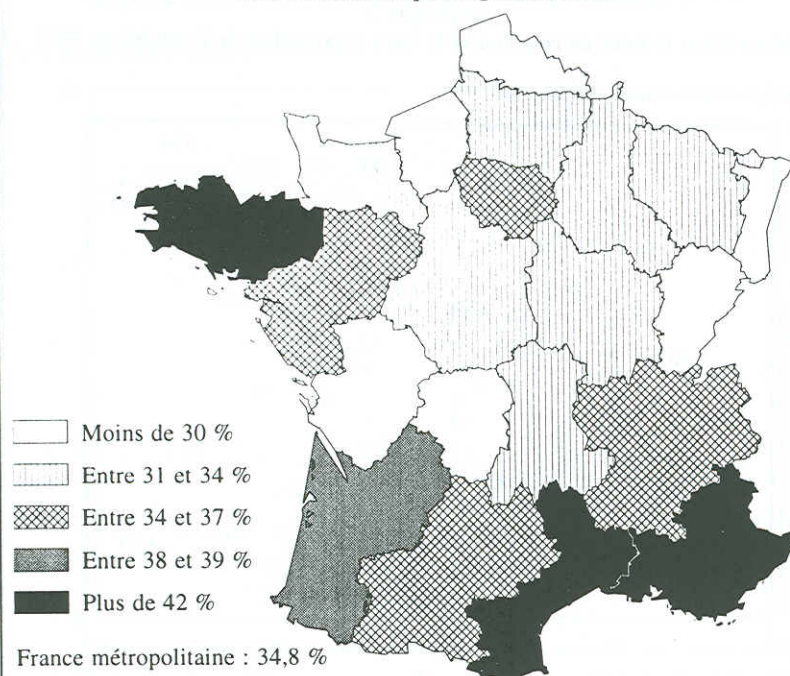 Moins de 30 %
Entre 31 et 34 %
Entre 34 et 37 %
Entre 38 et 39 %
Plus de 42 %
France métropolitaine : 34,8 %